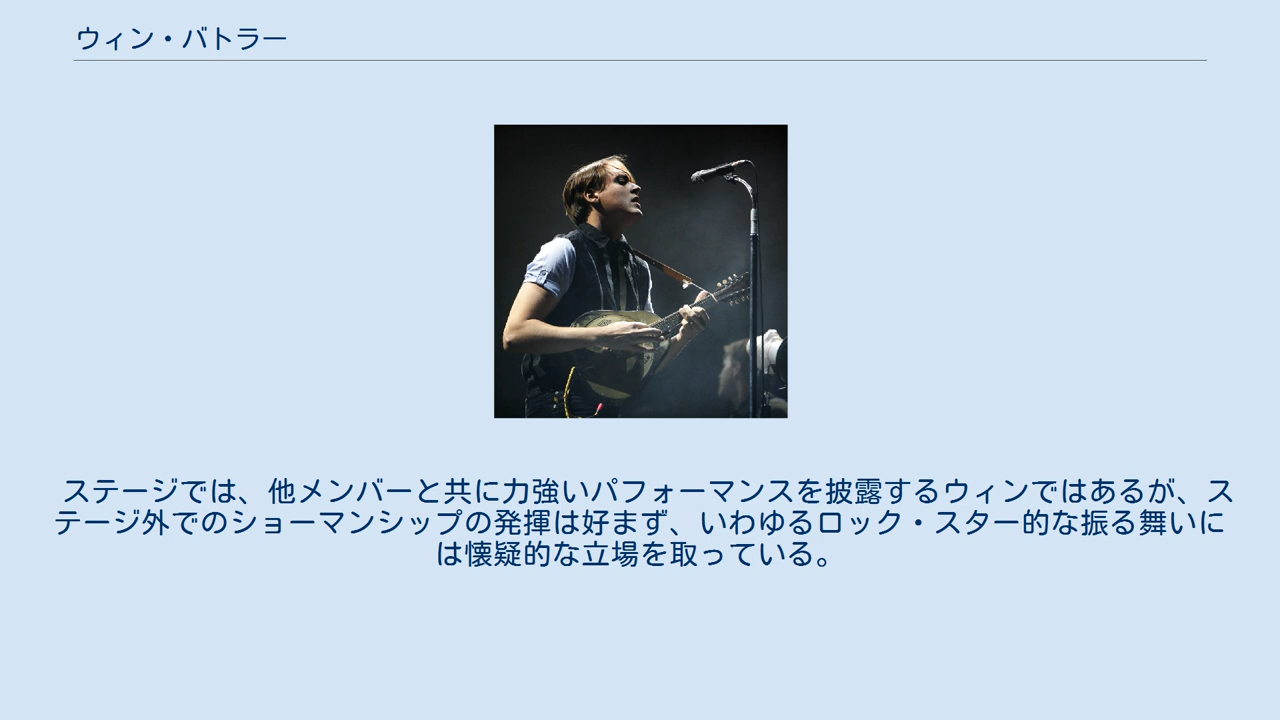 ウィン・バトラー
ステージでは、他メンバーと共に力強いパフォーマンスを披露するウィンではあるが、ス
テージ外でのショーマンシップの発揮は好まず、いわゆるロック・スター的な振る舞いに
は懐疑的な立場を取っている。